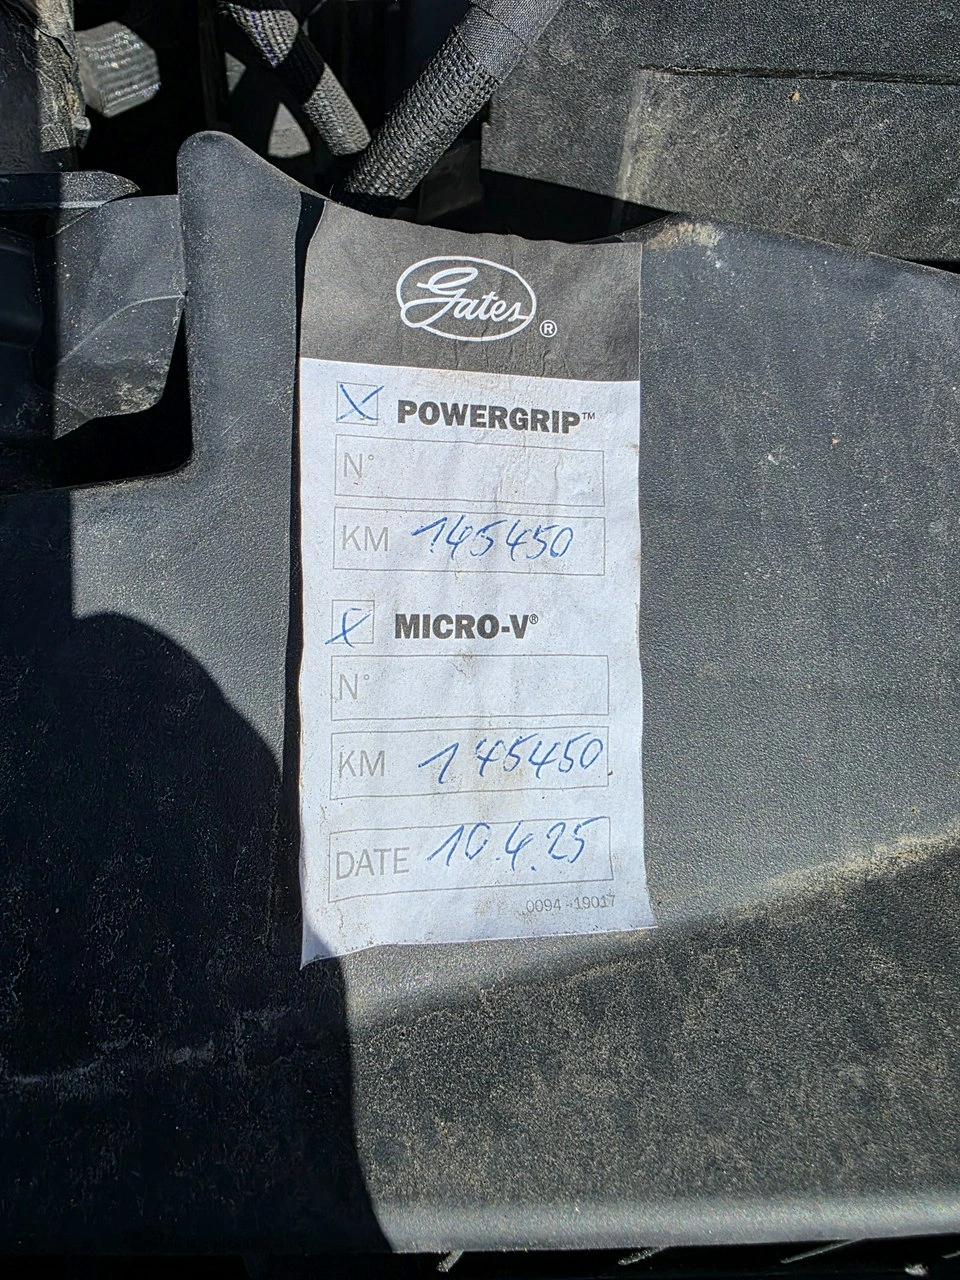 Gates®
POWERGRIP™
N°
KM 145450
MICRO-V®
N°
KM 145450
DATE 10.4.25
0094-19017